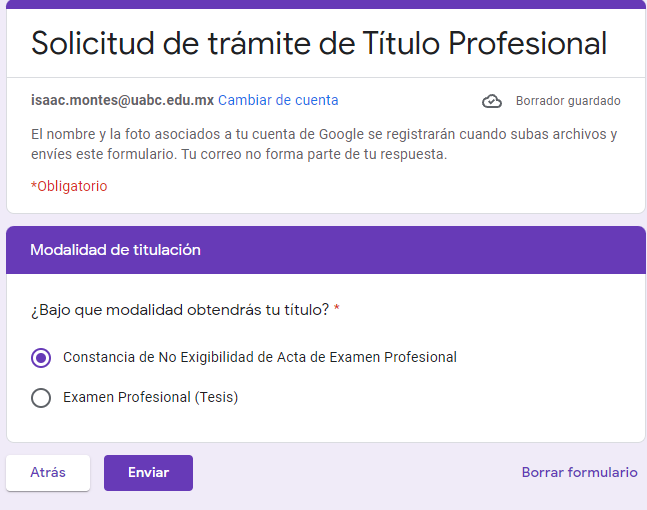 Solicitud de trámite de Título Profesional
isaac.montes@uabc.edu.mx Cambiar de cuenta Borrador guardado
El nombre y la foto asociados a tu cuenta de Google se registrarán cuando subas archivos y
envíes este formulario. Tu correo no forma parte de tu respuesta.
*Obligatorio
Modalidad de titulación
¿Bajo que modalidad obtendrás tu título? *
Constancia de No Exigibilidad de Acta de Examen Profesional
Examen Profesional (Tesis)
Atrás Enviar Borrar formulario